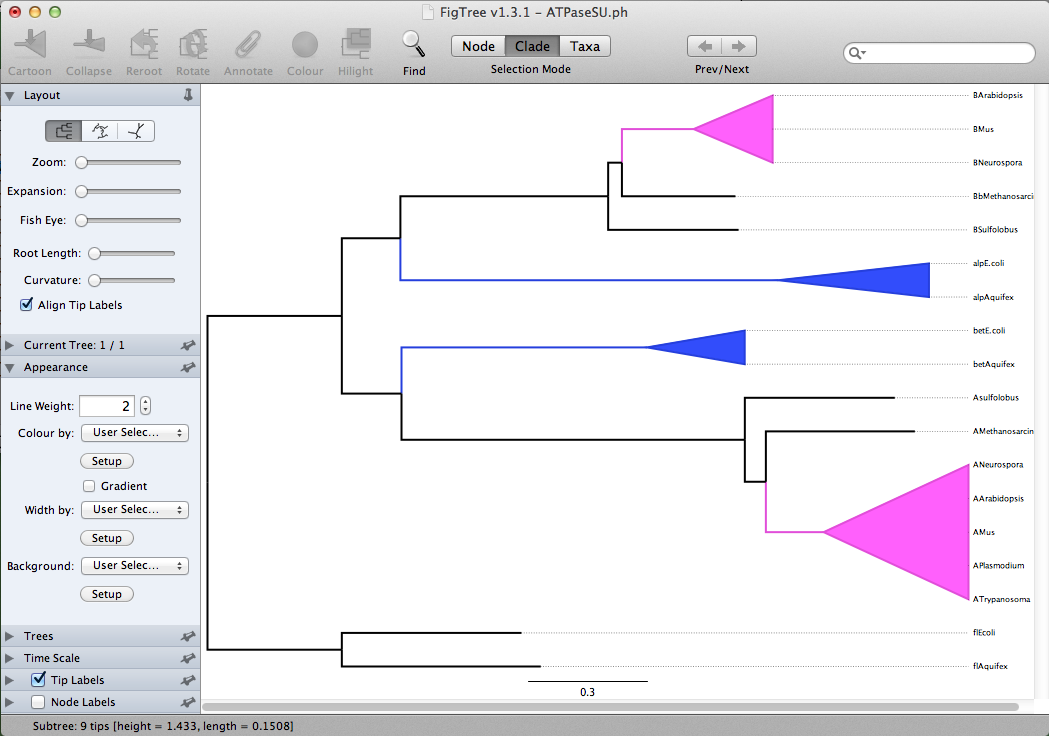 FigTree v1.3.1 – ATPaseSU.ph
Cartoon Collapse Reroot Rotate Annotate Colour Hilight Find
Node Clade Taxa
Selection Mode
Prev/Next
Layout
Zoom:
Expansion:
Fish Eye:
Root Length:
Curvature:
Align Tip Labels
Current Tree: 1 / 1
Appearance
Line Weight: 2
Colour by: User Selec...
Setup
Gradient
Width by: User Selec...
Setup
Background: User Selec...
Setup
Trees
Time Scale
Tip Labels
Node Labels
BArabidopsis
BMus
BNeurospora
BbMethanosarci
BSulfolobus
alpE.coli
alpAquifex
betE.coli
betAquifex
Asulfolobus
AMethanosarcin
ANeurospora
AArabidopsis
AMus
APlasmodium
ATrypanosoma
flEcoli
flAquifex
0.3
Subtree: 9 tips [height = 1.433, length = 0.1508]